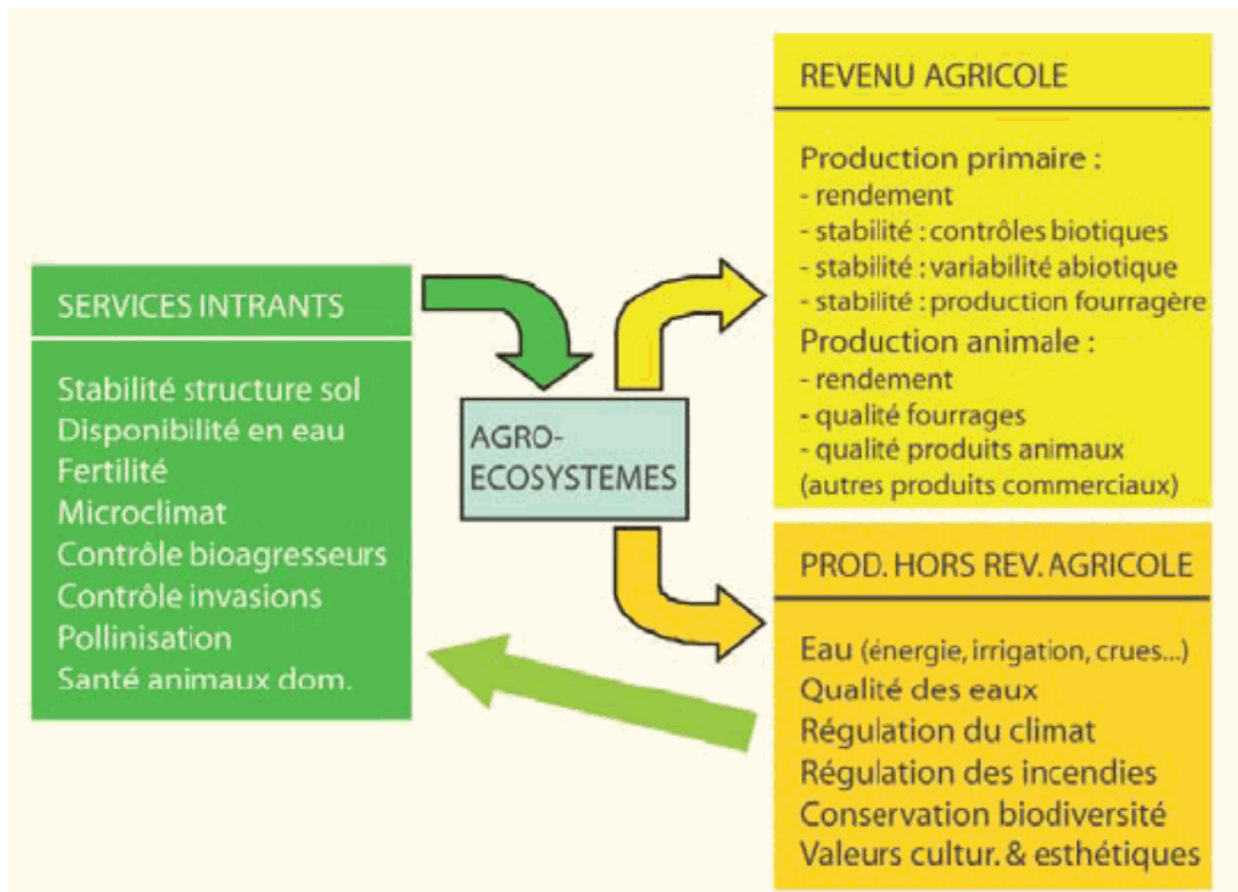 SERVICES INTRANTS
Stabilité structure sol
Disponibilité en eau
Fertilité
Microclimat
Contrôle bioagresseurs
Contrôle invasions
Pollinisation
Santé animaux dom.
AGRO-
ECOSYSTEMES
REVENU AGRICOLE
Production primaire :
- rendement
- stabilité : contrôles biotiques
- stabilité : variabilité abiotique
- stabilité : production fourragère
Production animale :
- rendement
- qualité fourrages
- qualité produits animaux
(autres produits commerciaux)
PROD. HORS REV. AGRICOLE
Eau (énergie, irrigation, crues...)
Qualité des eaux
Régulation du climat
Régulation des incendies
Conservation biodiversité
Valeurs cultur. & esthétiques